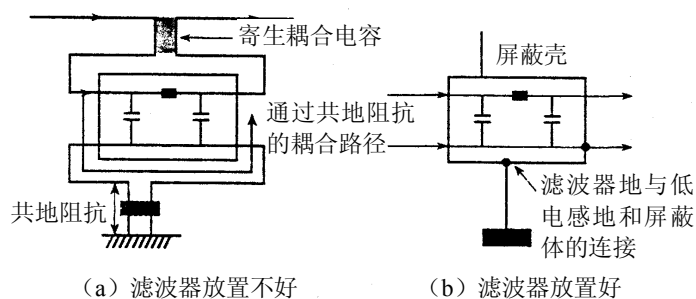 寄生耦合电容
通过共地阻抗
的耦合路径
共地阻抗
(a) 滤波器放置不好
屏蔽壳
滤波器地与低
电感地和屏蔽
体的连接
(b) 滤波器放置好